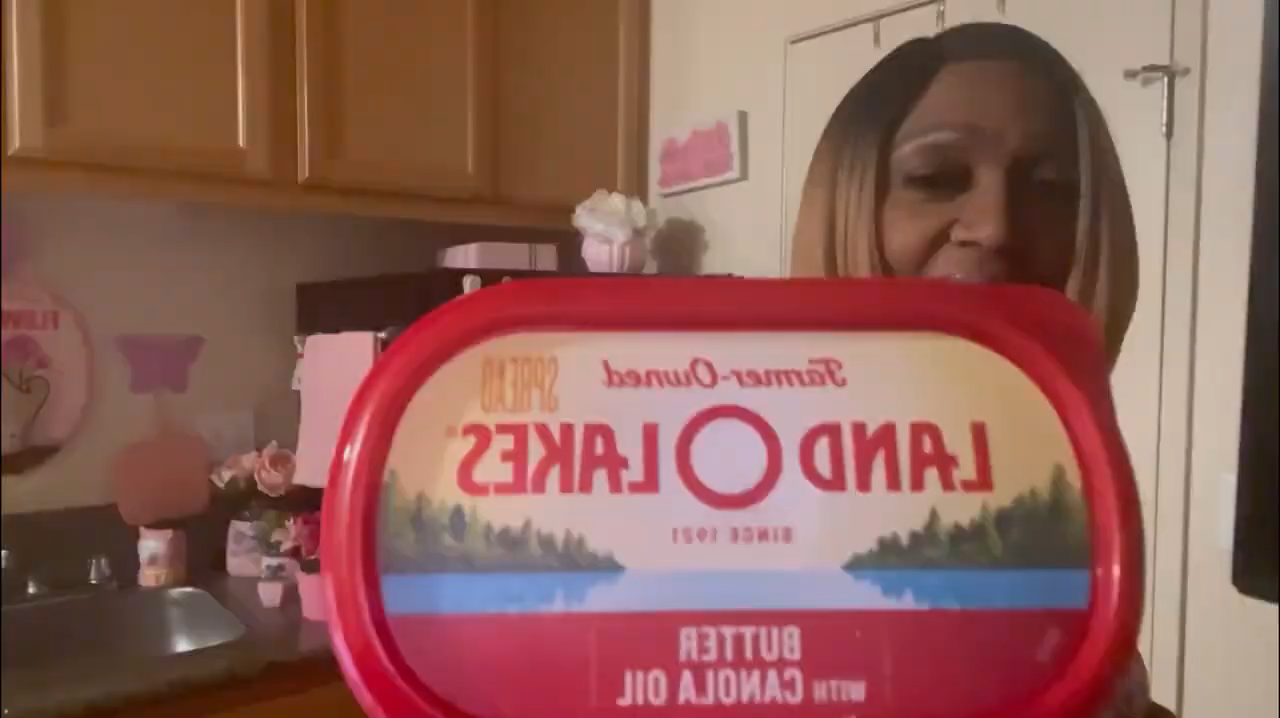 Farmer-Owned
SPREAD
LAND O LAKES®
SINCE 1921
BUTTER
WITH CANOLA OIL